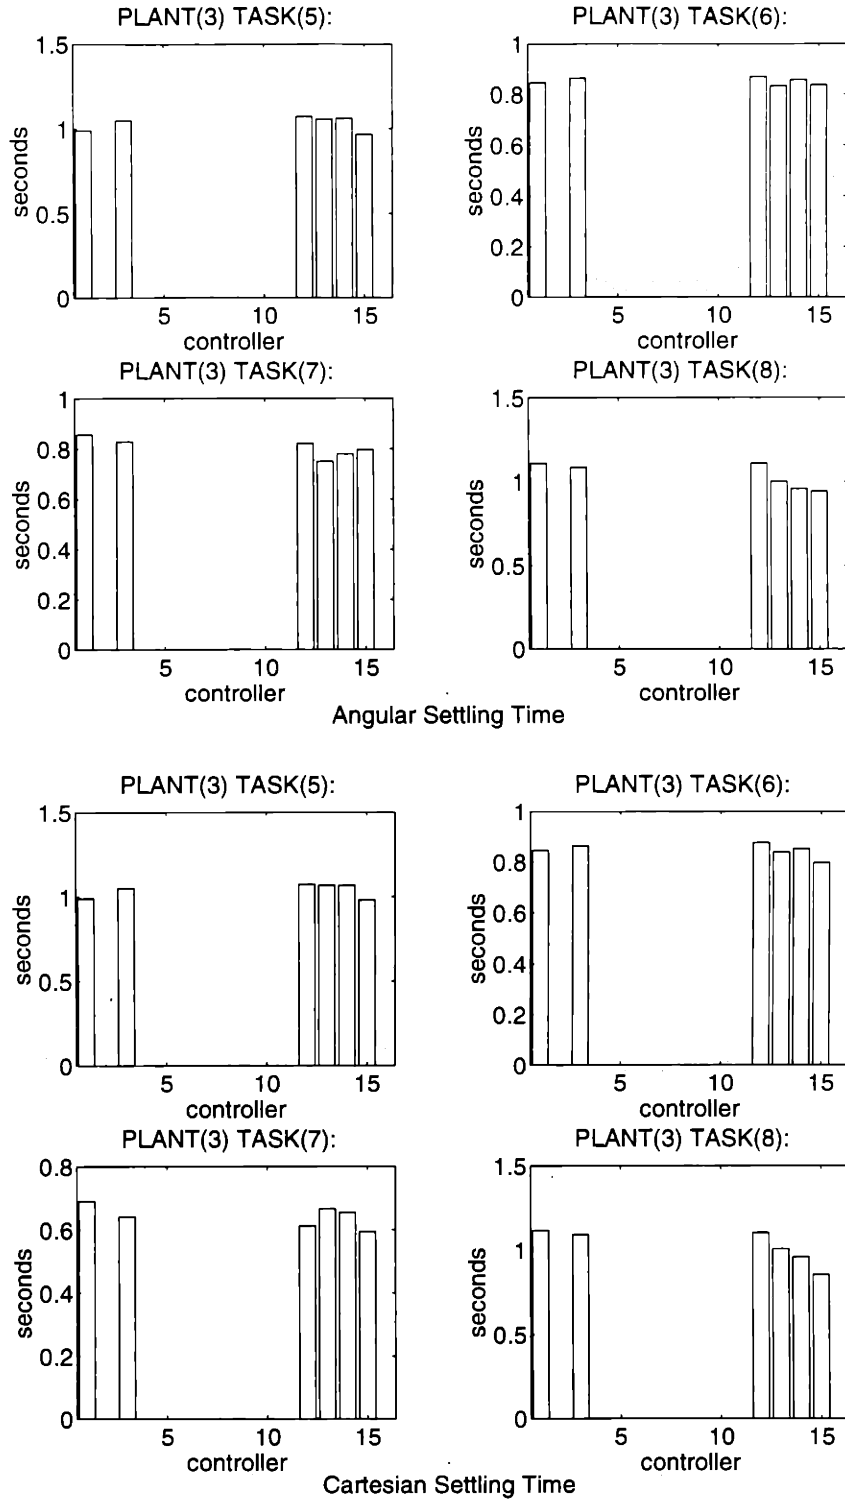 PLANT(3) TASK(5):
PLANT(3) TASK(6):
1.5
1
0.5
0
seconds
5
10
15
controller
1
0.8
0.6
0.4
0.2
0
seconds
5
10
15
controller
PLANT(3) TASK(7):
PLANT(3) TASK(8):
1
0.8
0.6
0.4
0.2
0
seconds
5
10
15
controller
1.5
1
0.5
0
seconds
5
10
15
controller
Angular Settling Time
PLANT(3) TASK(5):
PLANT(3) TASK(6):
1.5
1
0.5
0
seconds
5
10
15
controller
1
0.8
0.6
0.4
0.2
0
seconds
5
10
15
controller
PLANT(3) TASK(7):
PLANT(3) TASK(8):
0.8
0.6
0.4
0.2
0
seconds
5
10
15
controller
1.5
1
0.5
0
seconds
5
10
15
controller
Cartesian Settling Time